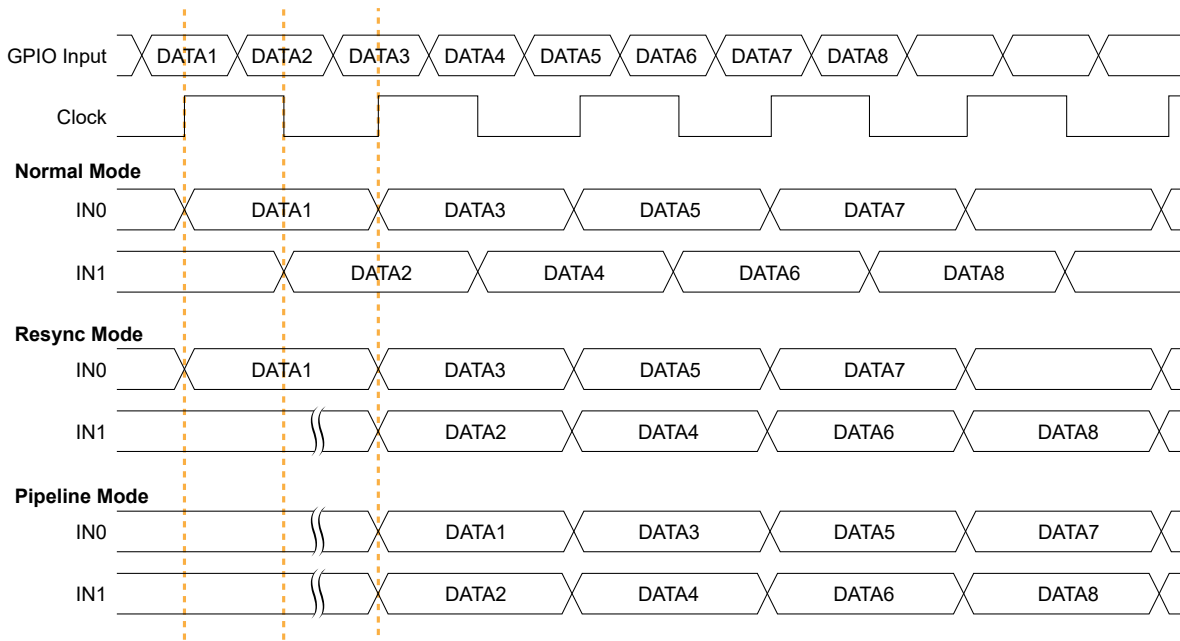 GPIO Input DATA1 DATA2 DATA3 DATA4 DATA5 DATA6 DATA7 DATA8
Clock
Normal Mode
IN0 DATA1 DATA3 DATA5 DATA7
IN1 DATA2 DATA4 DATA6 DATA8
Resync Mode
IN0 DATA1 DATA3 DATA5 DATA7
IN1 DATA2 DATA4 DATA6 DATA8
Pipeline Mode
IN0 DATA1 DATA3 DATA5 DATA7
IN1 DATA2 DATA4 DATA6 DATA8